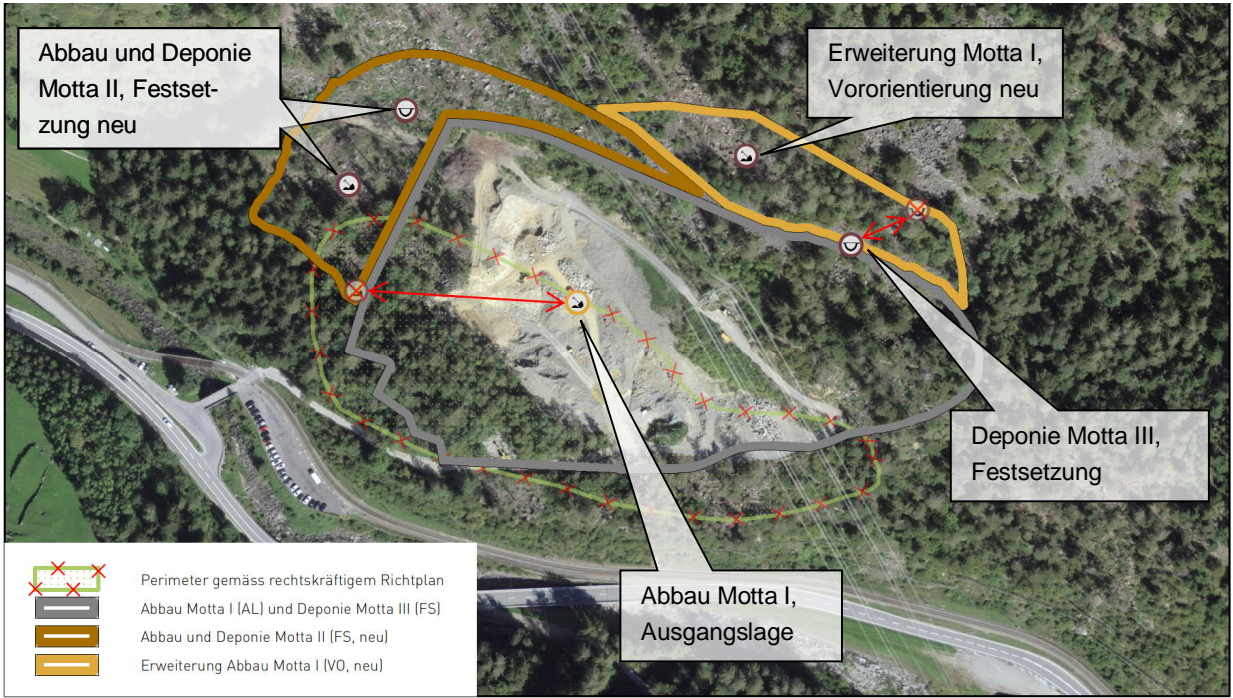 Abbau und Deponie
Motta II, Festset-
zung neu
Erweiterung Motta I,
Vororientierung neu
Deponie Motta III,
Festsetzung
Abbau Motta I,
Ausgangslage
Perimeter gemäss rechtskräftigem Richtplan
Abbau Motta I (AL) und Deponie Motta III (FS)
Abbau und Deponie Motta II (FS, neu)
Erweiterung Abbau Motta I (VO, neu)